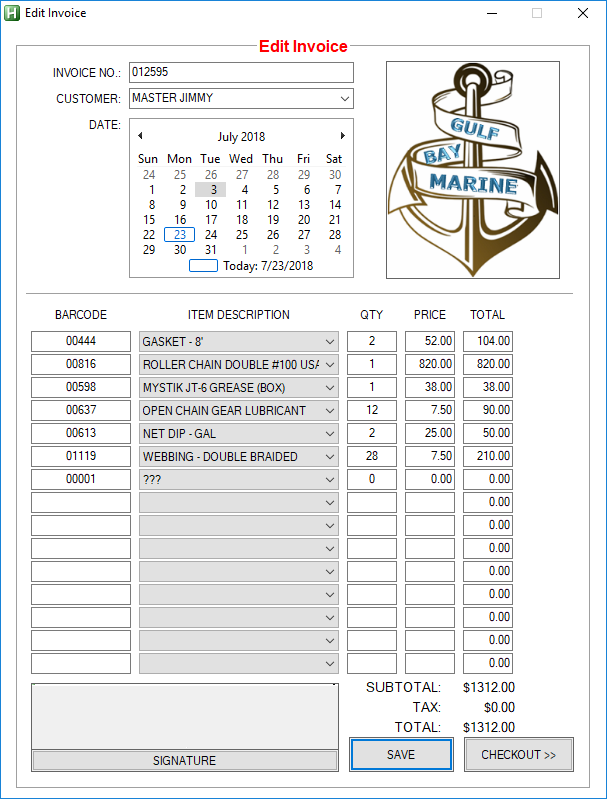 Edit Invoice
Edit Invoice
INVOICE NO.: 012595
CUSTOMER: MASTER JIMMY
DATE:
July 2018
Sun Mon Tue Wed Thu Fri Sat
24 25 26 27 28 29 30
1 2 3 4 5 6 7
8 9 10 11 12 13 14
15 16 17 18 19 20 21
22 23 24 25 26 27 28
29 30 31 1 2 3 4
Today: 7/23/2018
GULF
BAY
MARINE
BARCODE ITEM DESCRIPTION QTY PRICE TOTAL
00444 GASKET - 8' 2 52.00 104.00
00816 ROLLER CHAIN DOUBLE #100 USA 1 820.00 820.00
00598 MYSTIK JT-6 GREASE (BOX) 1 38.00 38.00
00637 OPEN CHAIN GEAR LUBRICANT 12 7.50 90.00
00613 NET DIP - GAL 2 25.00 50.00
01119 WEBBING - DOUBLE BRAIDED 28 7.50 210.00
00001 ??? 0 0.00 0.00
0.00
0.00
0.00
0.00
0.00
0.00
0.00
0.00
SUBTOTAL: $1312.00
TAX: $0.00
TOTAL: $1312.00
SIGNATURE
SAVE
CHECKOUT >>